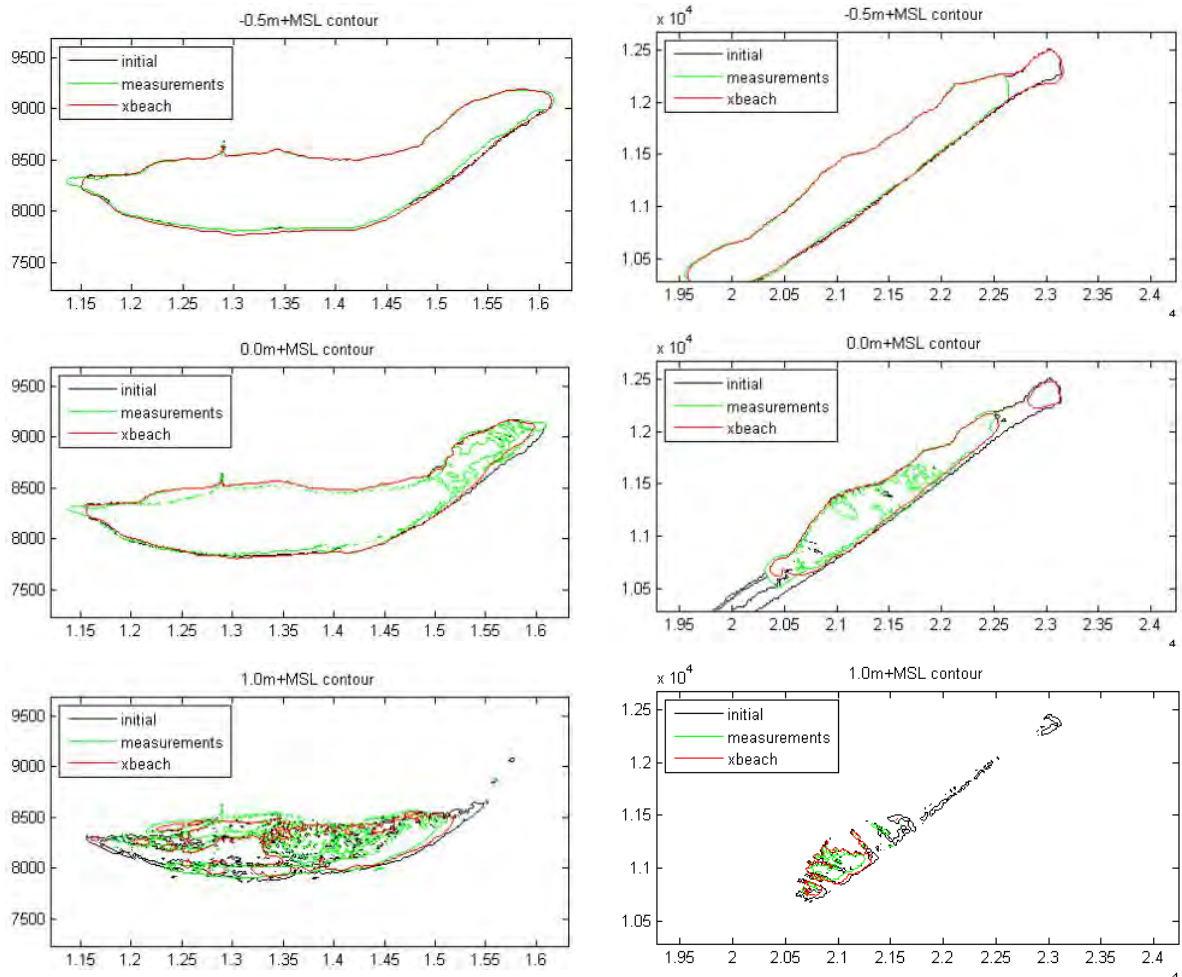 -0.5m+MSL contour
9500
9000
8500
8000
7500
initial
measurements
xbeach
1.15 1.2 1.25 1.3 1.35 1.4 1.45 1.5 1.55 1.6
-0.5m+MSL contour
x 10⁴
1.25
1.2
1.15
1.1
1.05
initial
measurements
xbeach
1.95 2 2.05 2.1 2.15 2.2 2.25 2.3 2.35 2.4
4
0.0m+MSL contour
9500
9000
8500
8000
7500
initial
measurements
xbeach
1.15 1.2 1.25 1.3 1.35 1.4 1.45 1.5 1.55 1.6
0.0m+MSL contour
x 10⁴
1.25
1.2
1.15
1.1
1.05
initial
measurements
xbeach
1.95 2 2.05 2.1 2.15 2.2 2.25 2.3 2.35 2.4
4
1.0m+MSL contour
9500
9000
8500
8000
7500
initial
measurements
xbeach
1.15 1.2 1.25 1.3 1.35 1.4 1.45 1.5 1.55 1.6
1.0m+MSL contour
x 10⁴
1.25
1.2
1.15
1.1
1.05
initial
measurements
xbeach
1.95 2 2.05 2.1 2.15 2.2 2.25 2.3 2.35 2.4